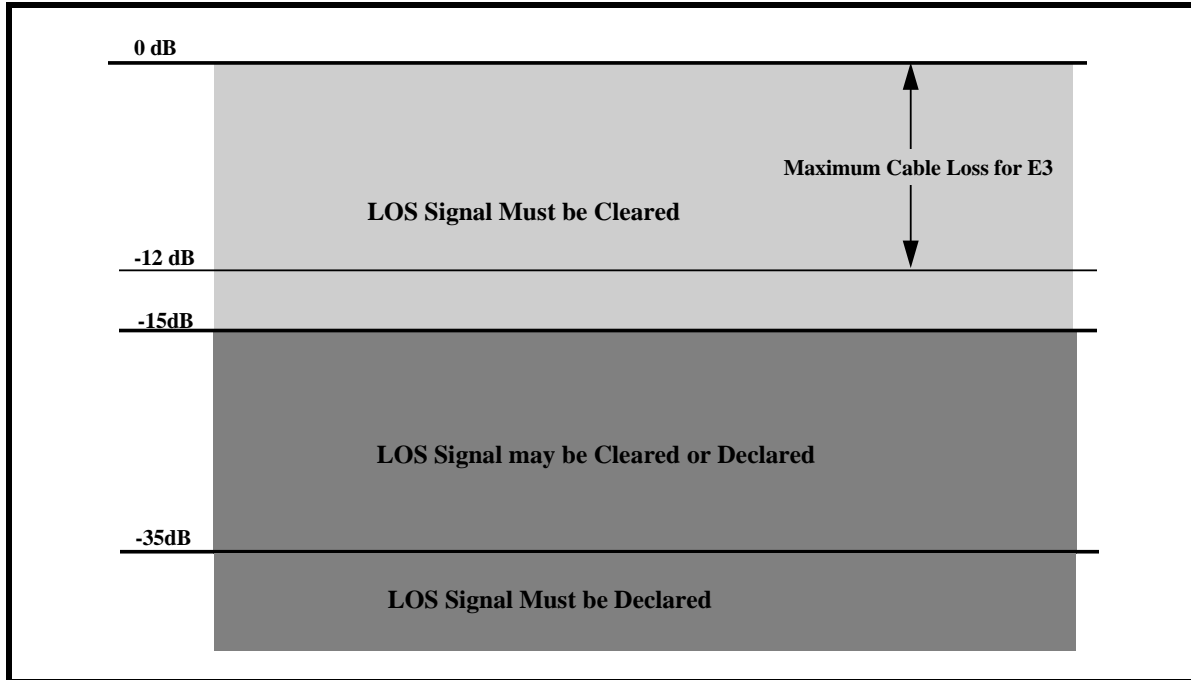 0 dB
Maximum Cable Loss for E3
LOS Signal Must be Cleared
-12 dB
-15dB
LOS Signal may be Cleared or Declared
-35dB
LOS Signal Must be Declared